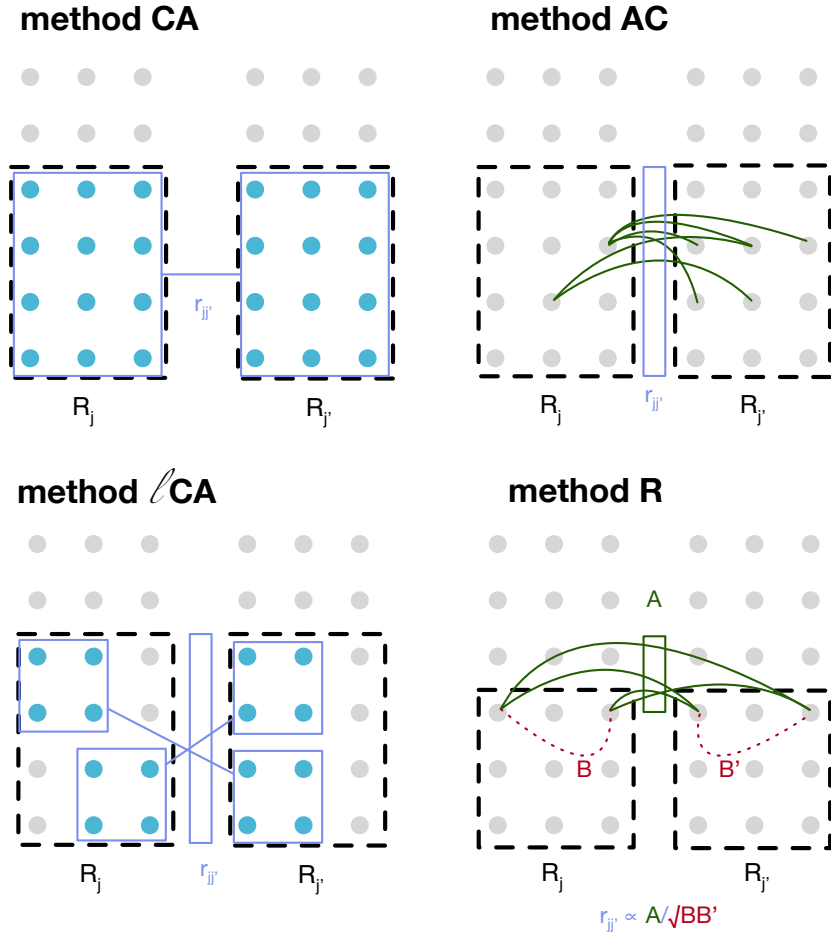 method CA
method AC
r_jj'
R_j
R_j'
R_j
r_jj'
R_j'
method ℓCA
method R
A
B
B'
R_j
r_jj'
R_j'
R_j
R_j'
r_jj' ∝ A/√BB'